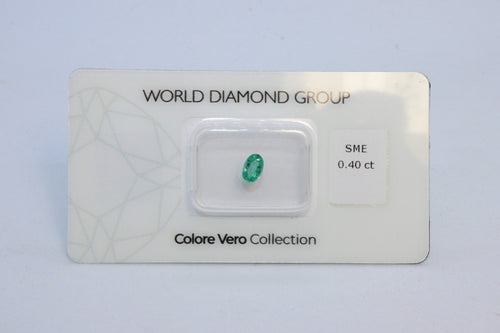 WORLD DIAMOND GROUP
SME
0.40 ct
Colore Vero Collection